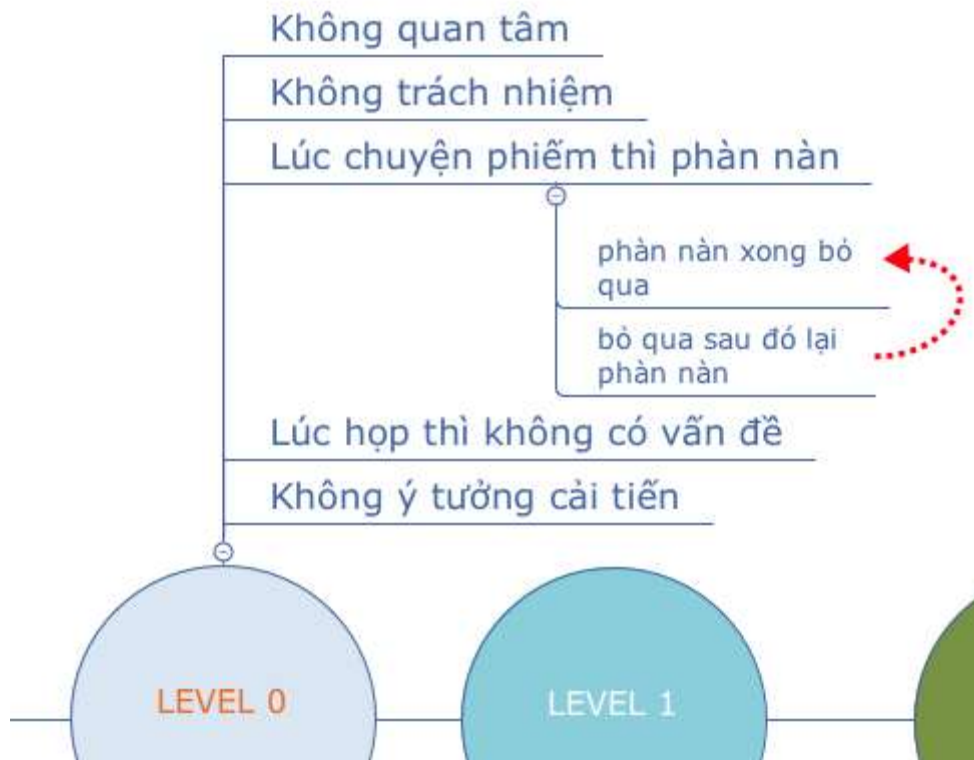 Không quan tâm
Không trách nhiệm
Lúc chuyện phiếm thì phàn nàn
phàn nàn xong bỏ
qua
bỏ qua sau đó lại
phàn nàn
Lúc họp thì không có vấn đề
Không ý tưởng cải tiến
LEVEL 0
LEVEL 1